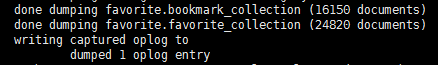 done dumping favorite.bookmark_collection (16150 documents)
done dumping favorite.favorite_collection (24820 documents)
writing captured oplog to
dumped 1 oplog entry